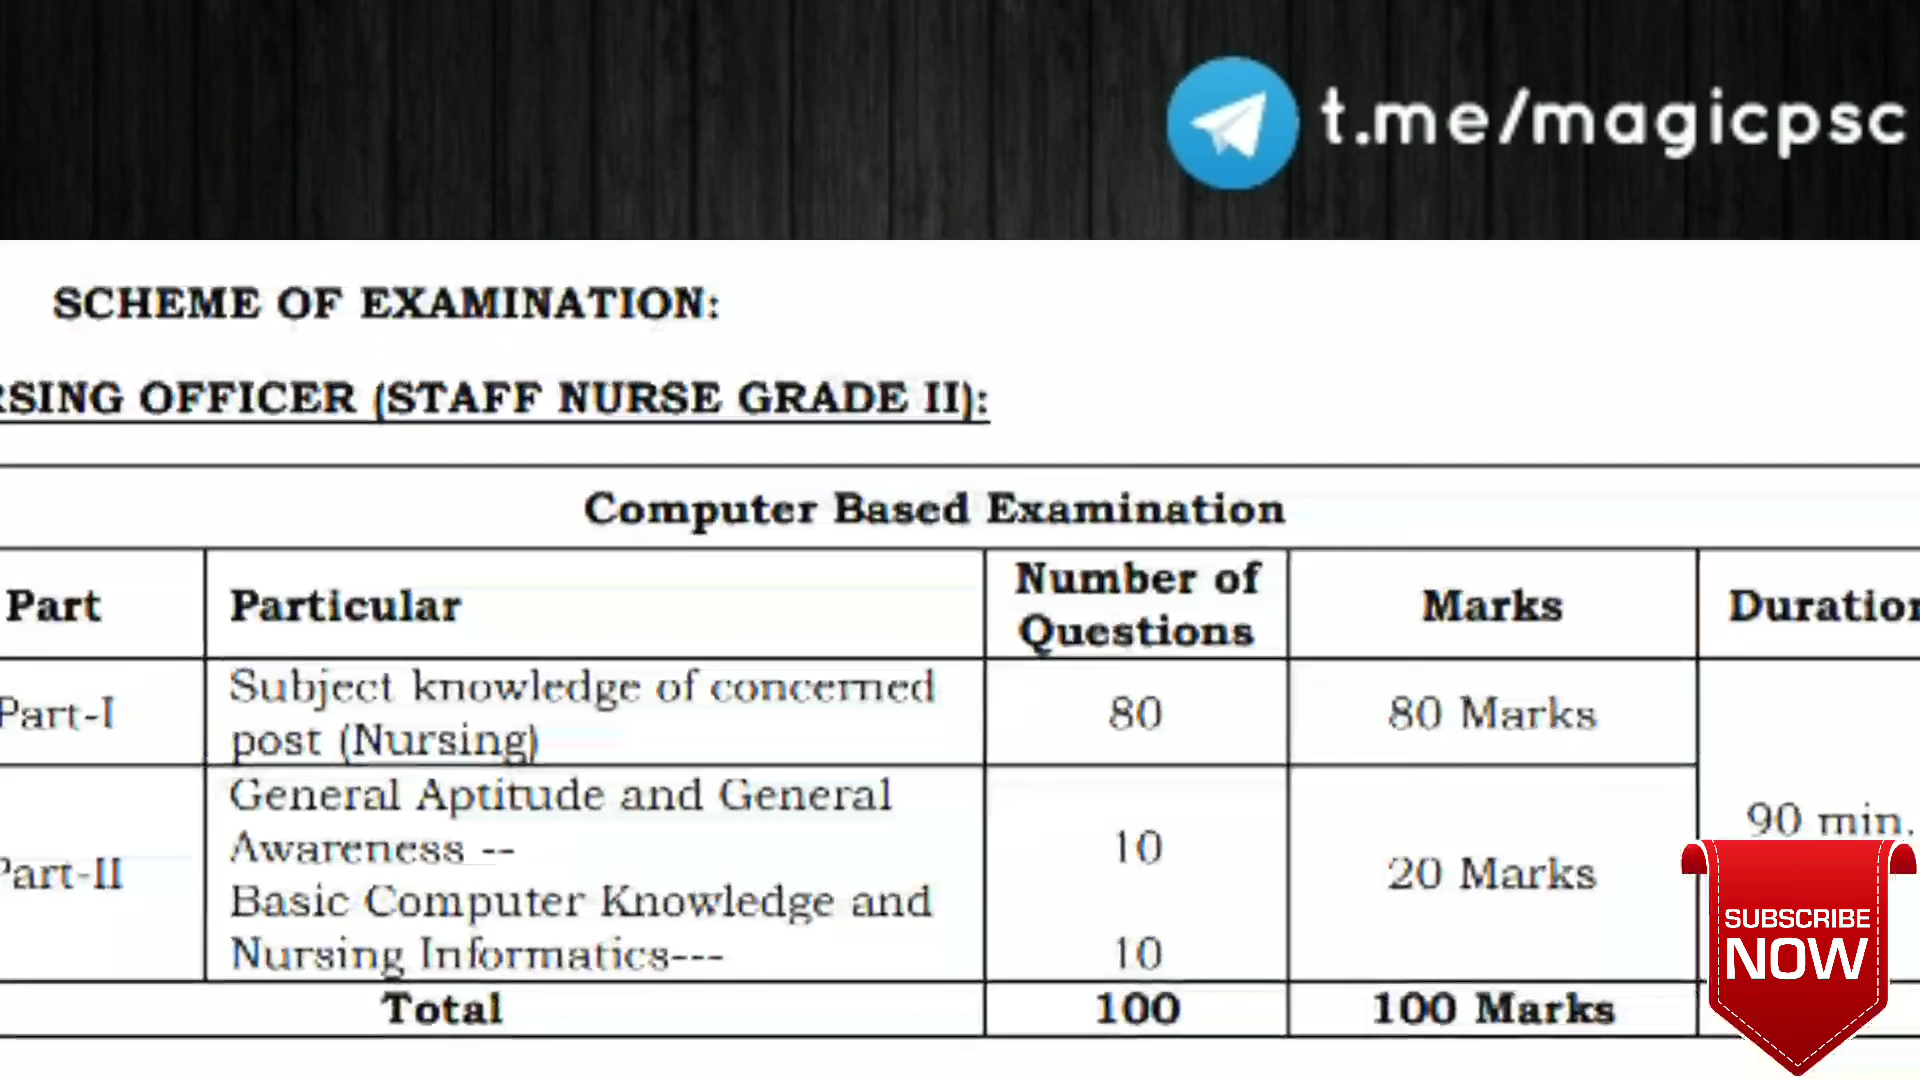 t.me/magicpsc
SCHEME OF EXAMINATION:
RSING OFFICER (STAFF NURSE GRADE II):
Computer Based Examination
Part
Particular
Number of
Questions
Marks
Duration
Part-I
Subject knowledge of concerned
post (Nursing)
80
80 Marks
90 min.
Part-II
General Aptitude and General
Awareness --
10
Basic Computer Knowledge and
Nursing Informatics---
10
20 Marks
Total
100
100 Marks
SUBSCRIBE
NOW